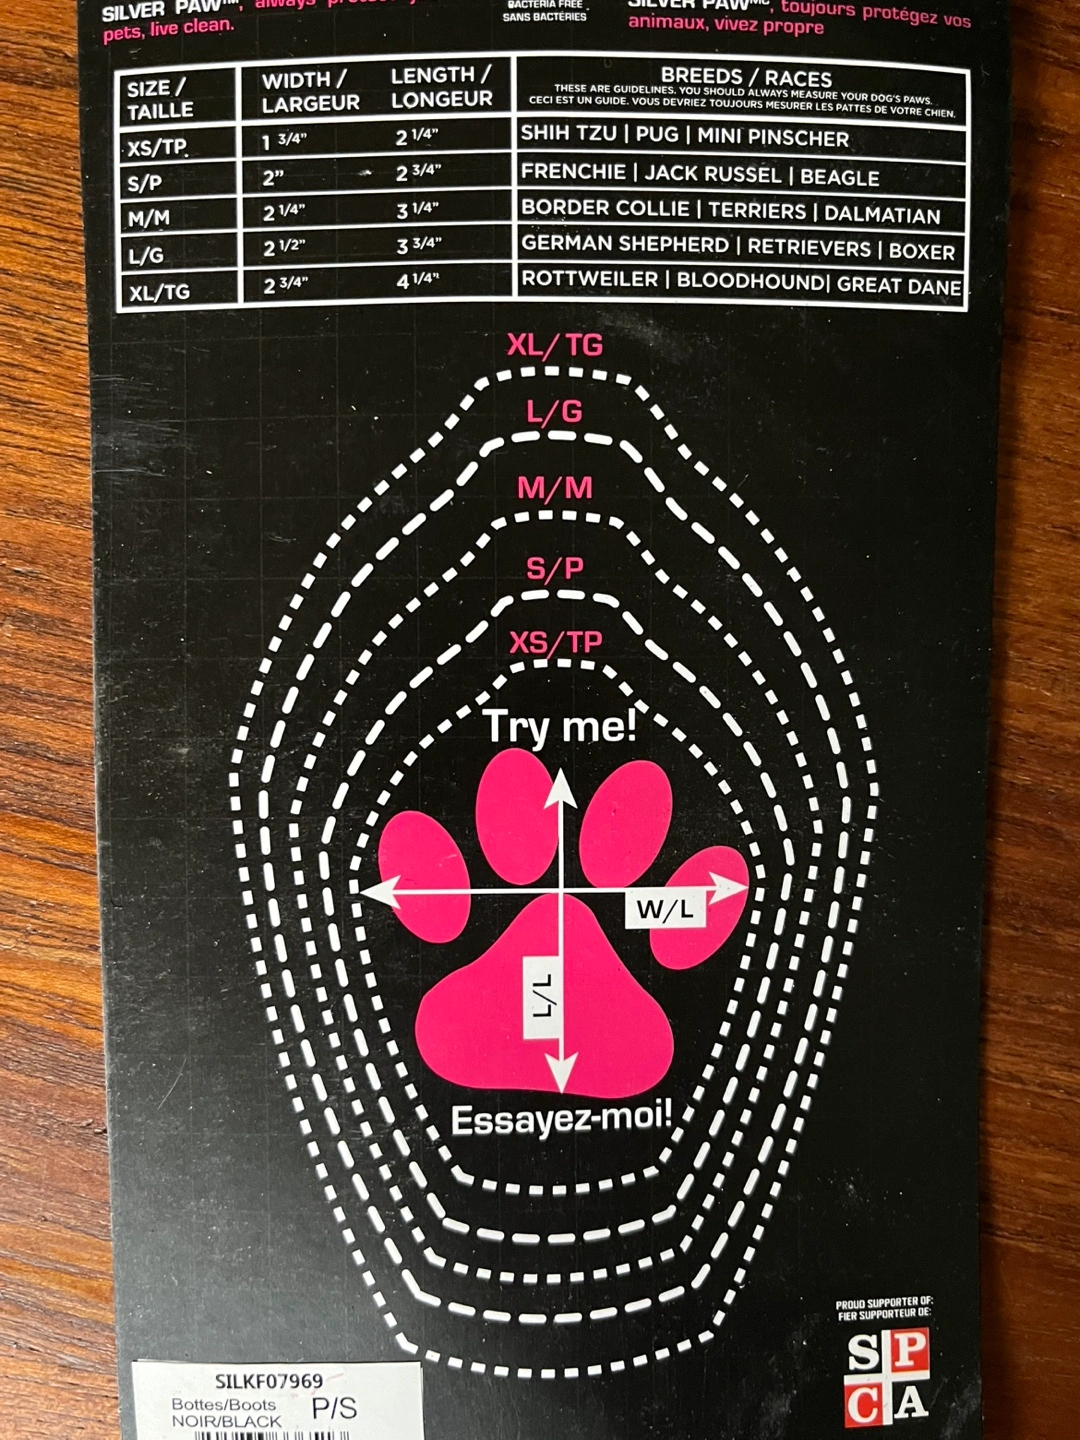 SILVER PAW™, always
pets, live clean.
BACTERIA FREE
SANS BACTÉRIES
SILVER PAWMC, toujours protégez vos
animaux, vivez propre
SIZE / TAILLE WIDTH / LARGEUR LENGTH / LONGEUR BREEDS / RACES
THESE ARE GUIDELINES. YOU SHOULD ALWAYS MEASURE YOUR DOG'S PAWS.
CECI EST UN GUIDE. VOUS DEVRIEZ TOUJOURS MESURER LES PATTES DE VOTRE CHIEN.
XS/TP 1 3/4" 2 1/4" SHIH TZU | PUG | MINI PINSCHER
S/P 2" 2 3/4" FRENCHIE | JACK RUSSEL | BEAGLE
M/M 2 1/4" 3 1/4" BORDER COLLIE | TERRIERS | DALMATIAN
L/G 2 1/2" 3 3/4" GERMAN SHEPHERD | RETRIEVERS | BOXER
XL/TG 2 3/4" 4 1/4" ROTTWEILER | BLOODHOUND| GREAT DANE
XL/TG
L/G
M/M
S/P
XS/TP
Try me!
W/L
L/L
Essayez-moi!
PROUD SUPPORTER OF:
FIER SUPPORTEUR DE:
SP
CA
SILKF07969
Bottes/Boots P/S
NOIR/BLACK